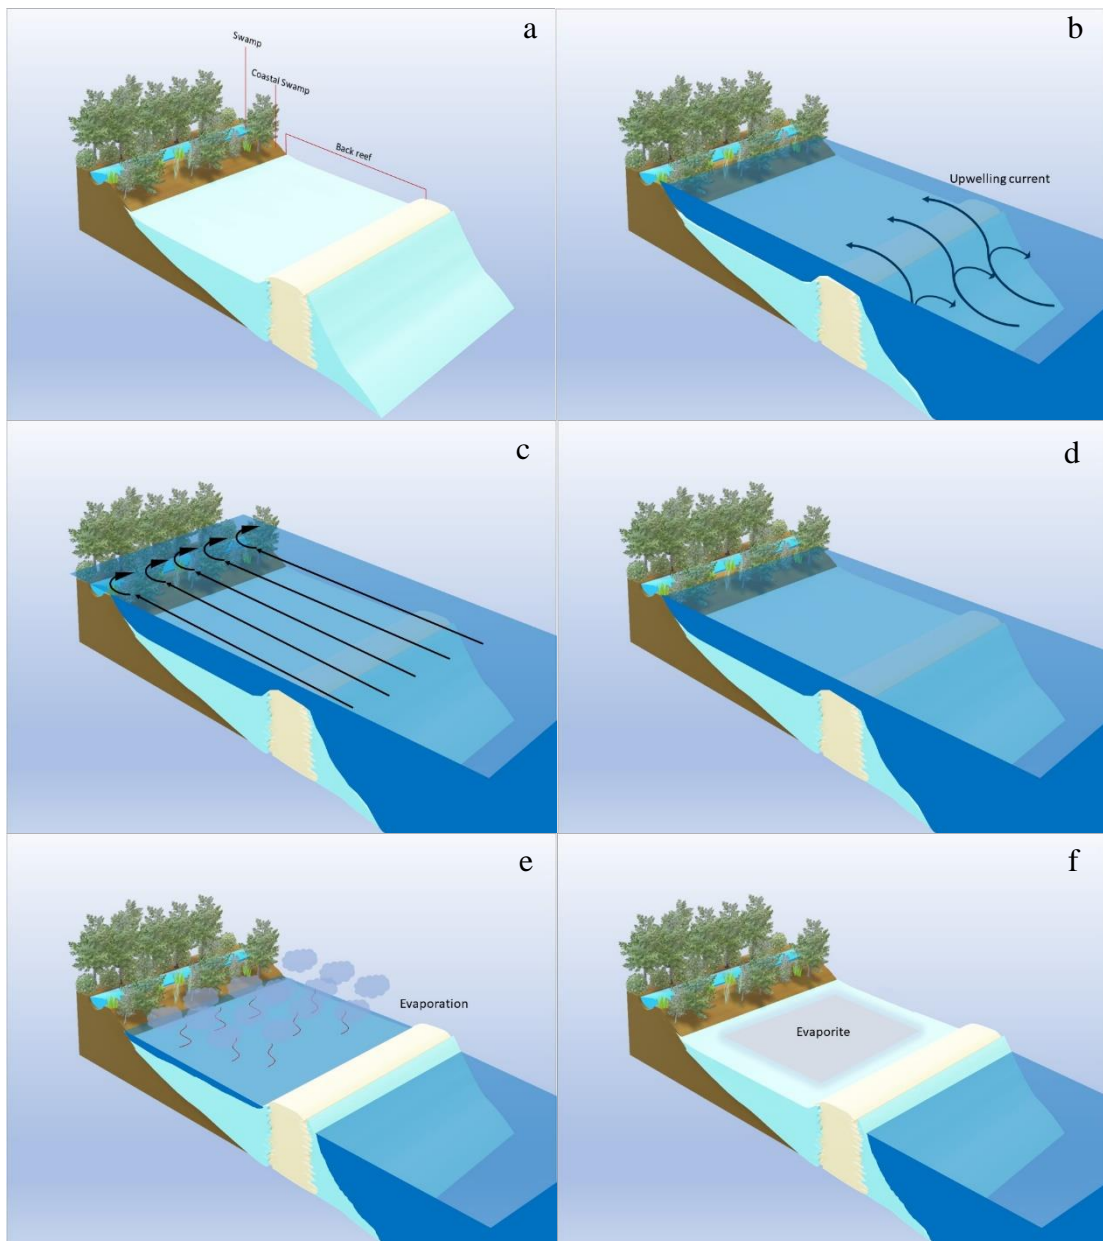 a
Swamp
Coastal Swamp
Back reef
b
Upwelling current
c
d
e
Evaporation
f
Evaporite